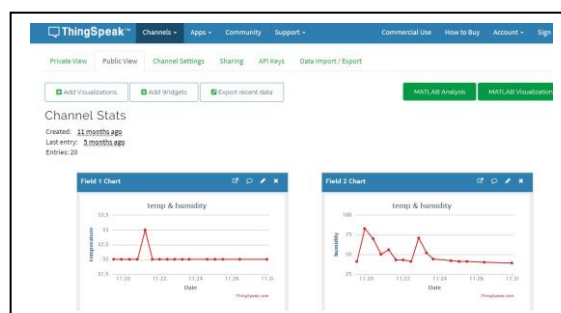 ThingSpeak™ Channels Apps Community Support Commercial Use How to Buy Account Sign
Private View Public View Channel Settings Sharing API Keys Data Import / Export
Add Visualizations Add Widgets Export recent data MATLAB Analysis MATLAB Visualization
Channel Stats
Created: 11 months ago
Last entry: 5 months ago
Entries: 20
Field 1 Chart
temp & humidity
33.5
33
32.5
32
31.5
temperature
11:20 11:22 11:24 11:26
Date
ThingSpeak.com
Field 2 Chart
temp & humidity
100
75
50
25
humidity
11:20 11:22 11:24 11:26
Date
ThingSpeak.com